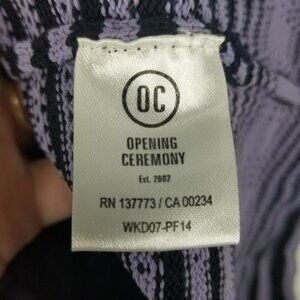 OC
OPENING
CEREMONY
Est. 2002
RN 137773 / CA 00234
WKD07-PF14